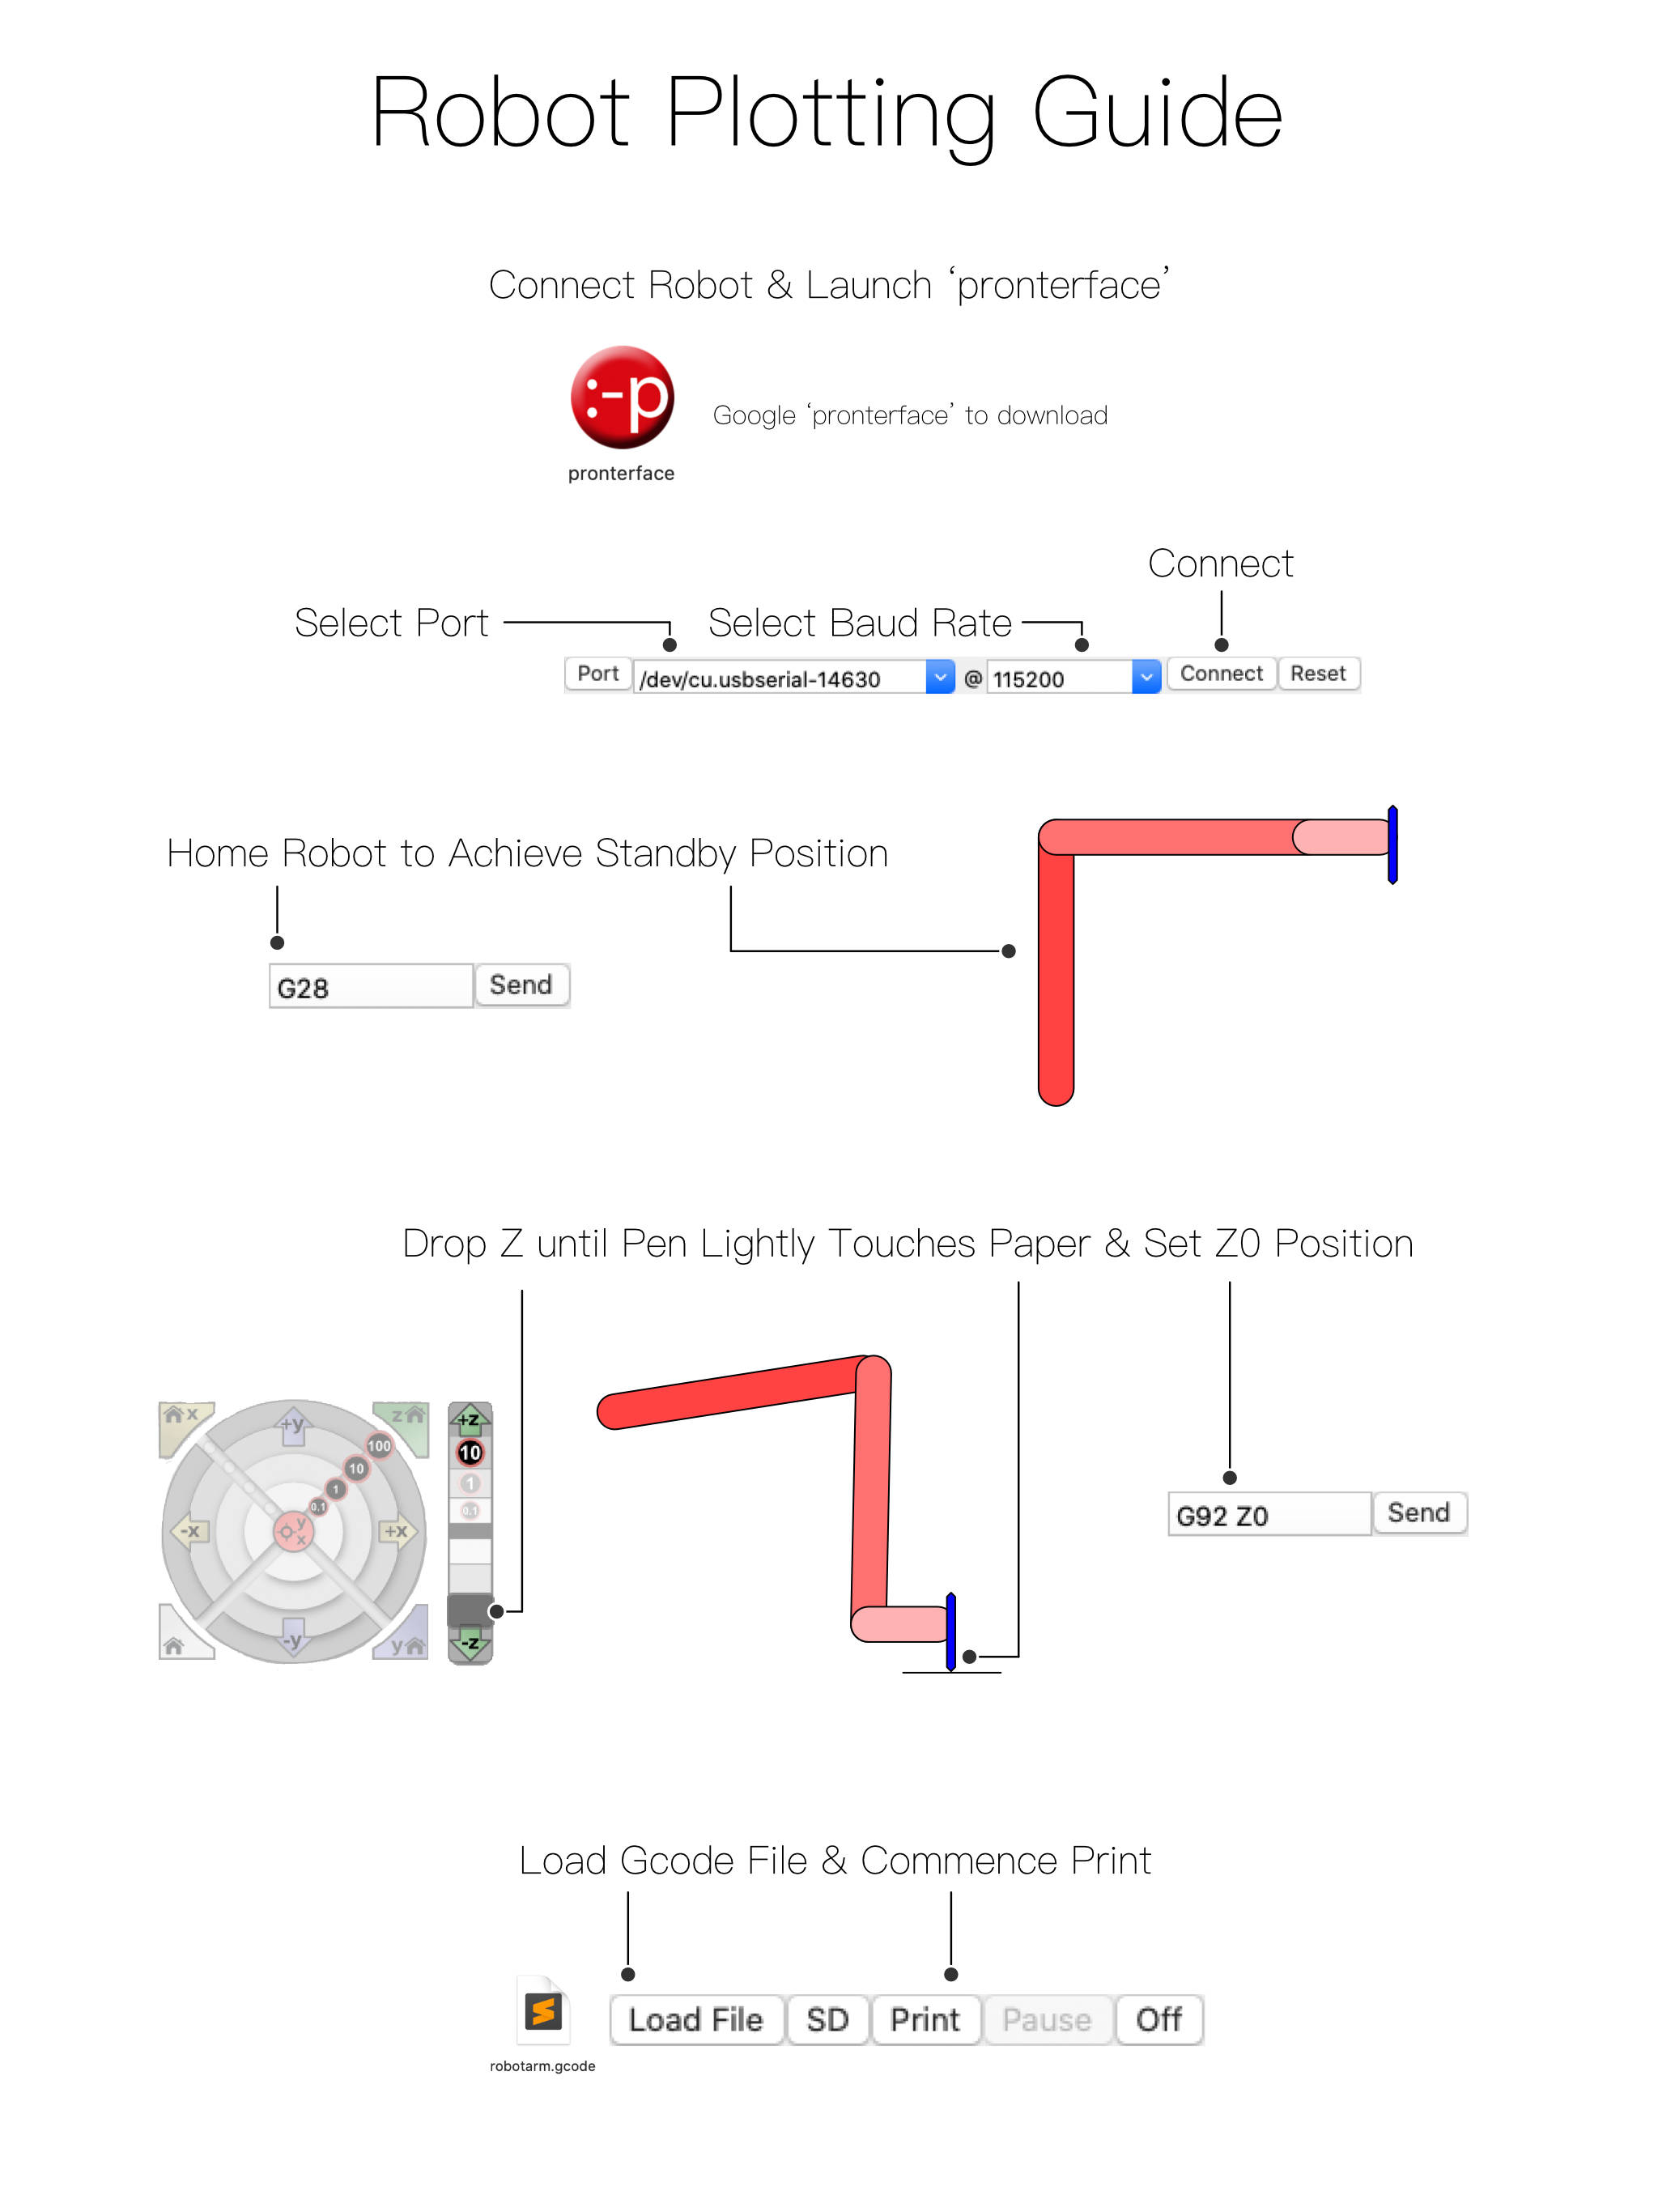 Robot Plotting Guide
Connect Robot & Launch ‘pronterface’
:-p
Google ‘pronterface’ to download
pronterface
Connect
Select Port
Select Baud Rate
Port /dev/cu.usbserial-14630 @ 115200 Connect Reset
Home Robot to Achieve Standby Position
G28 Send
Drop Z until Pen Lightly Touches Paper & Set Z0 Position
x +y z 100 10 1 0.1 -x y x +x -y y
+z 10 1 0.1 -z
G92 Z0 Send
Load Gcode File & Commence Print
Load File SD Print Pause Off
robotarm.gcode